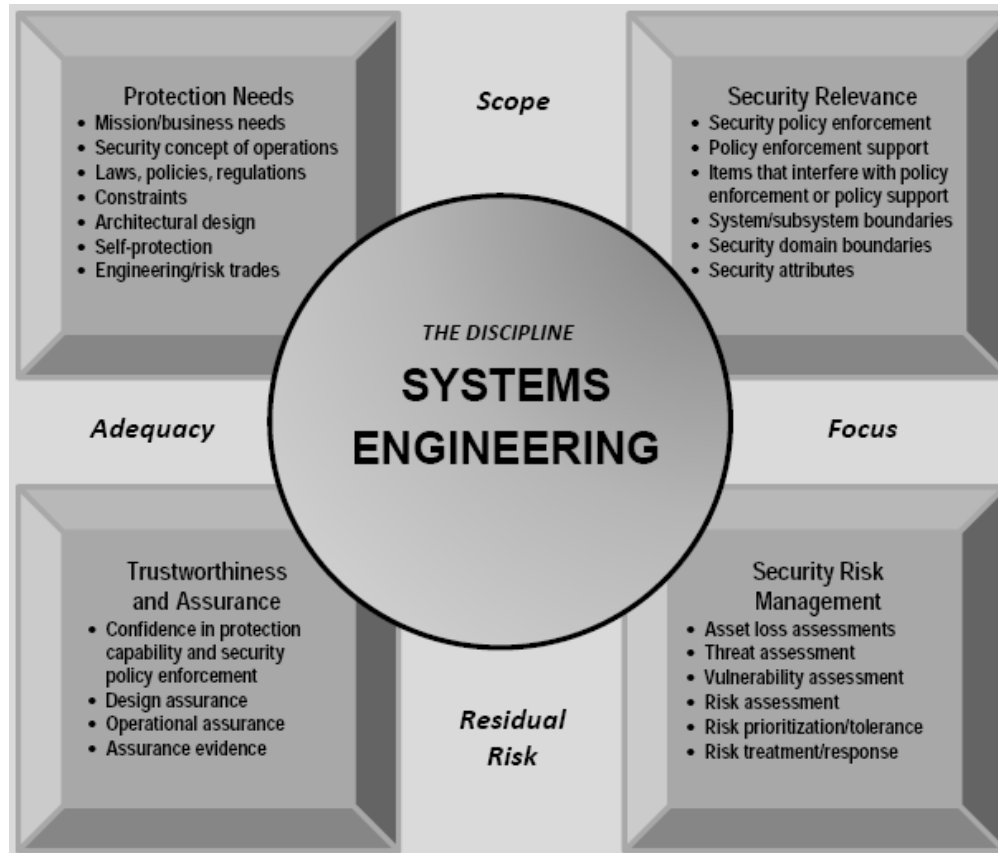 Protection Needs
• Mission/business needs
• Security concept of operations
• Laws, policies, regulations
• Constraints
• Architectural design
• Self-protection
• Engineering/risk trades
Scope
Security Relevance
• Security policy enforcement
• Policy enforcement support
• Items that interfere with policy
enforcement or policy support
• System/subsystem boundaries
• Security domain boundaries
• Security attributes
THE DISCIPLINE
SYSTEMS
ENGINEERING
Adequacy
Focus
Trustworthiness
and Assurance
• Confidence in protection
capability and security
policy enforcement
• Design assurance
• Operational assurance
• Assurance evidence
Residual
Risk
Security Risk
Management
• Asset loss assessments
• Threat assessment
• Vulnerability assessment
• Risk assessment
• Risk prioritization/tolerance
• Risk treatment/response